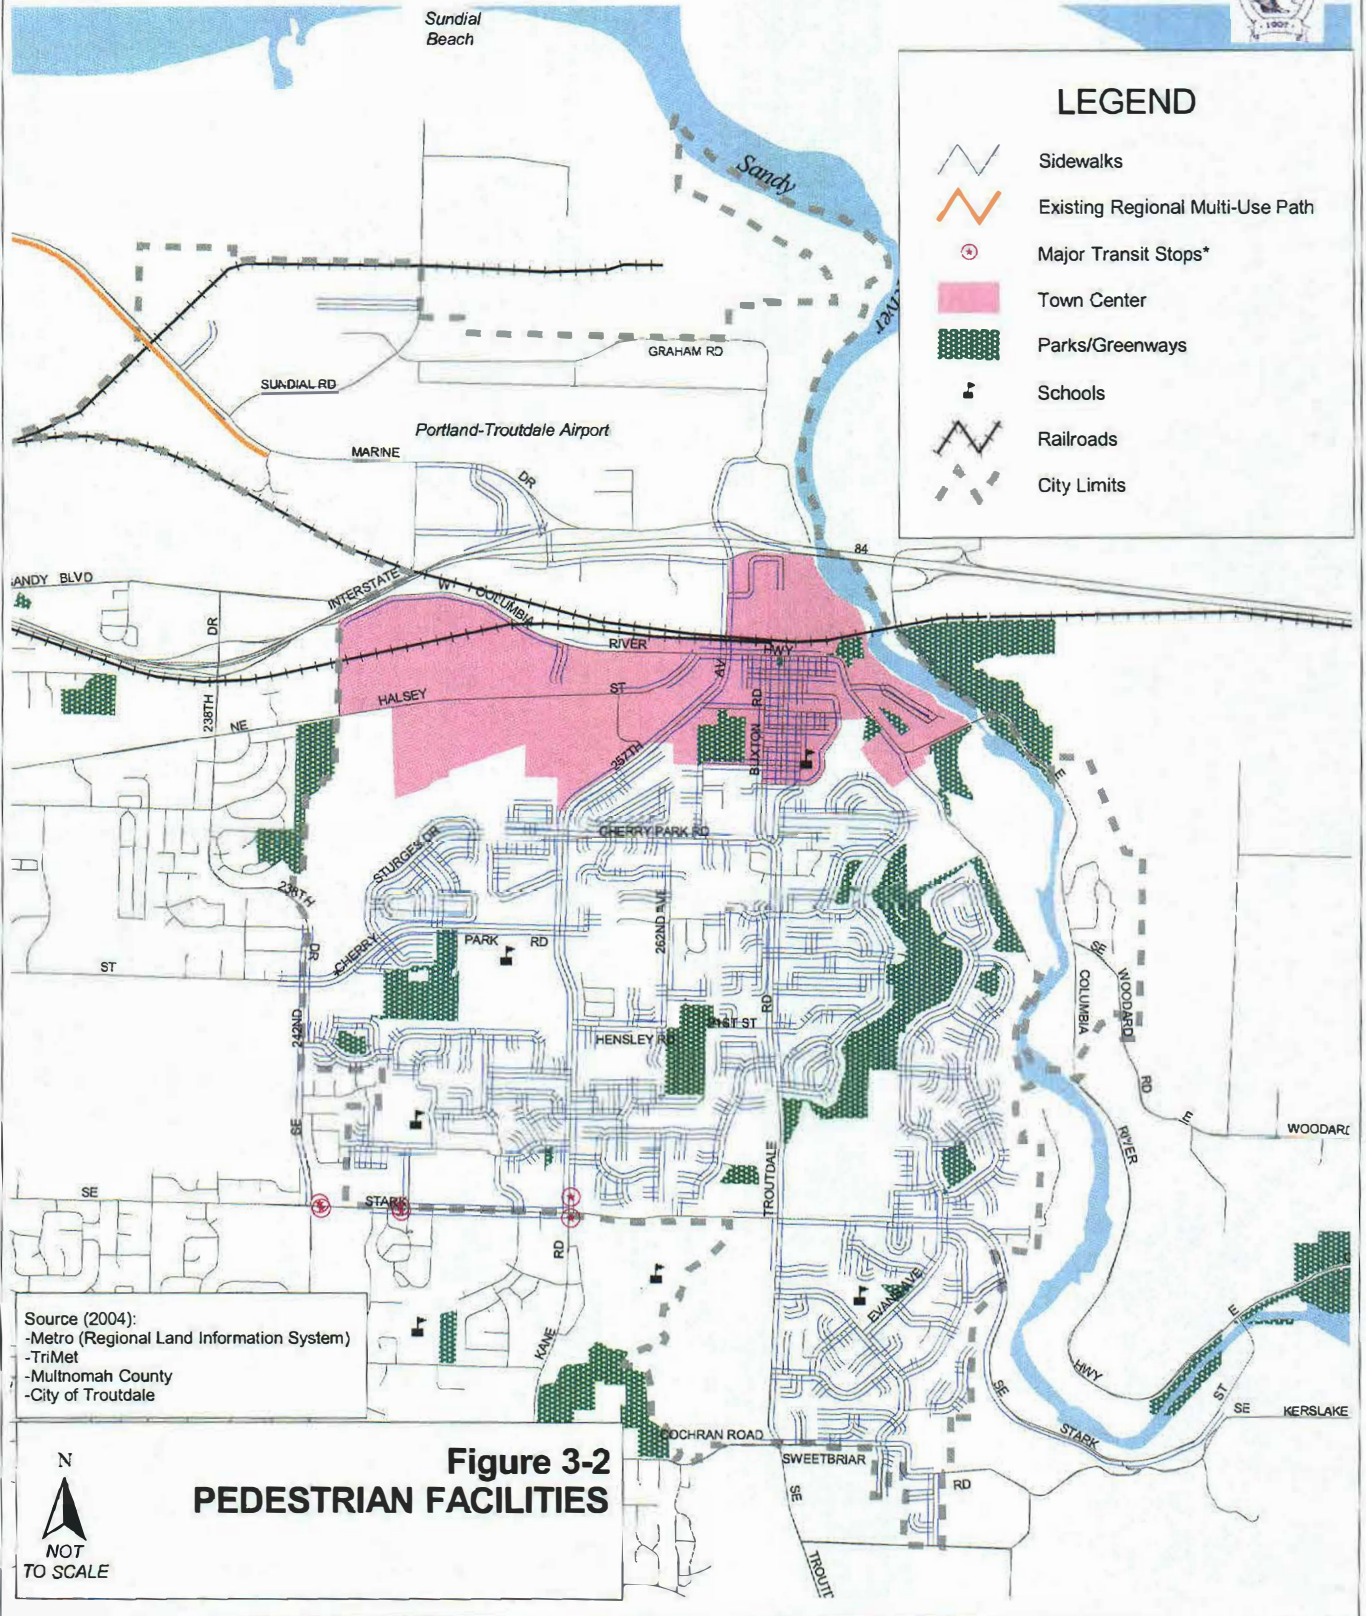 Sundial
Beach
1907
LEGEND
Sidewalks
Existing Regional Multi-Use Path
Major Transit Stops*
Town Center
Parks/Greenways
Schools
Railroads
City Limits
Sandy
River
GRAHAM RD
SUNDIAL RD
Portland-Troutdale Airport
MARINE
DR
84
SANDY BLVD
INTERSTATE
W
COLUMBIA
RIVER
HWY
DR
238TH
NE
HALSEY
ST
AV
257TH
BUXTON
RD
E
CHERRY PARK RD
STURGES DR
238TH
DR
262ND AVE
CHERRY
PARK
RD
ST
SE
WOODARD
COLUMBIA
242ND
RD
21ST ST
HENSLEY RD
RD
E
WOODARD
RIVER
SE
TROUTDALE
SE
STARK
RD
EVANS AVE
KANE
E
HWY
ST
SE
SE
KERSLAKE
STARK
COCHRAN ROAD
SWEETBRIAR
RD
SE
TROUTD
Source (2004):
-Metro (Regional Land Information System)
-TriMet
-Multnomah County
-City of Troutdale
N
NOT
TO SCALE
Figure 3-2
PEDESTRIAN FACILITIES